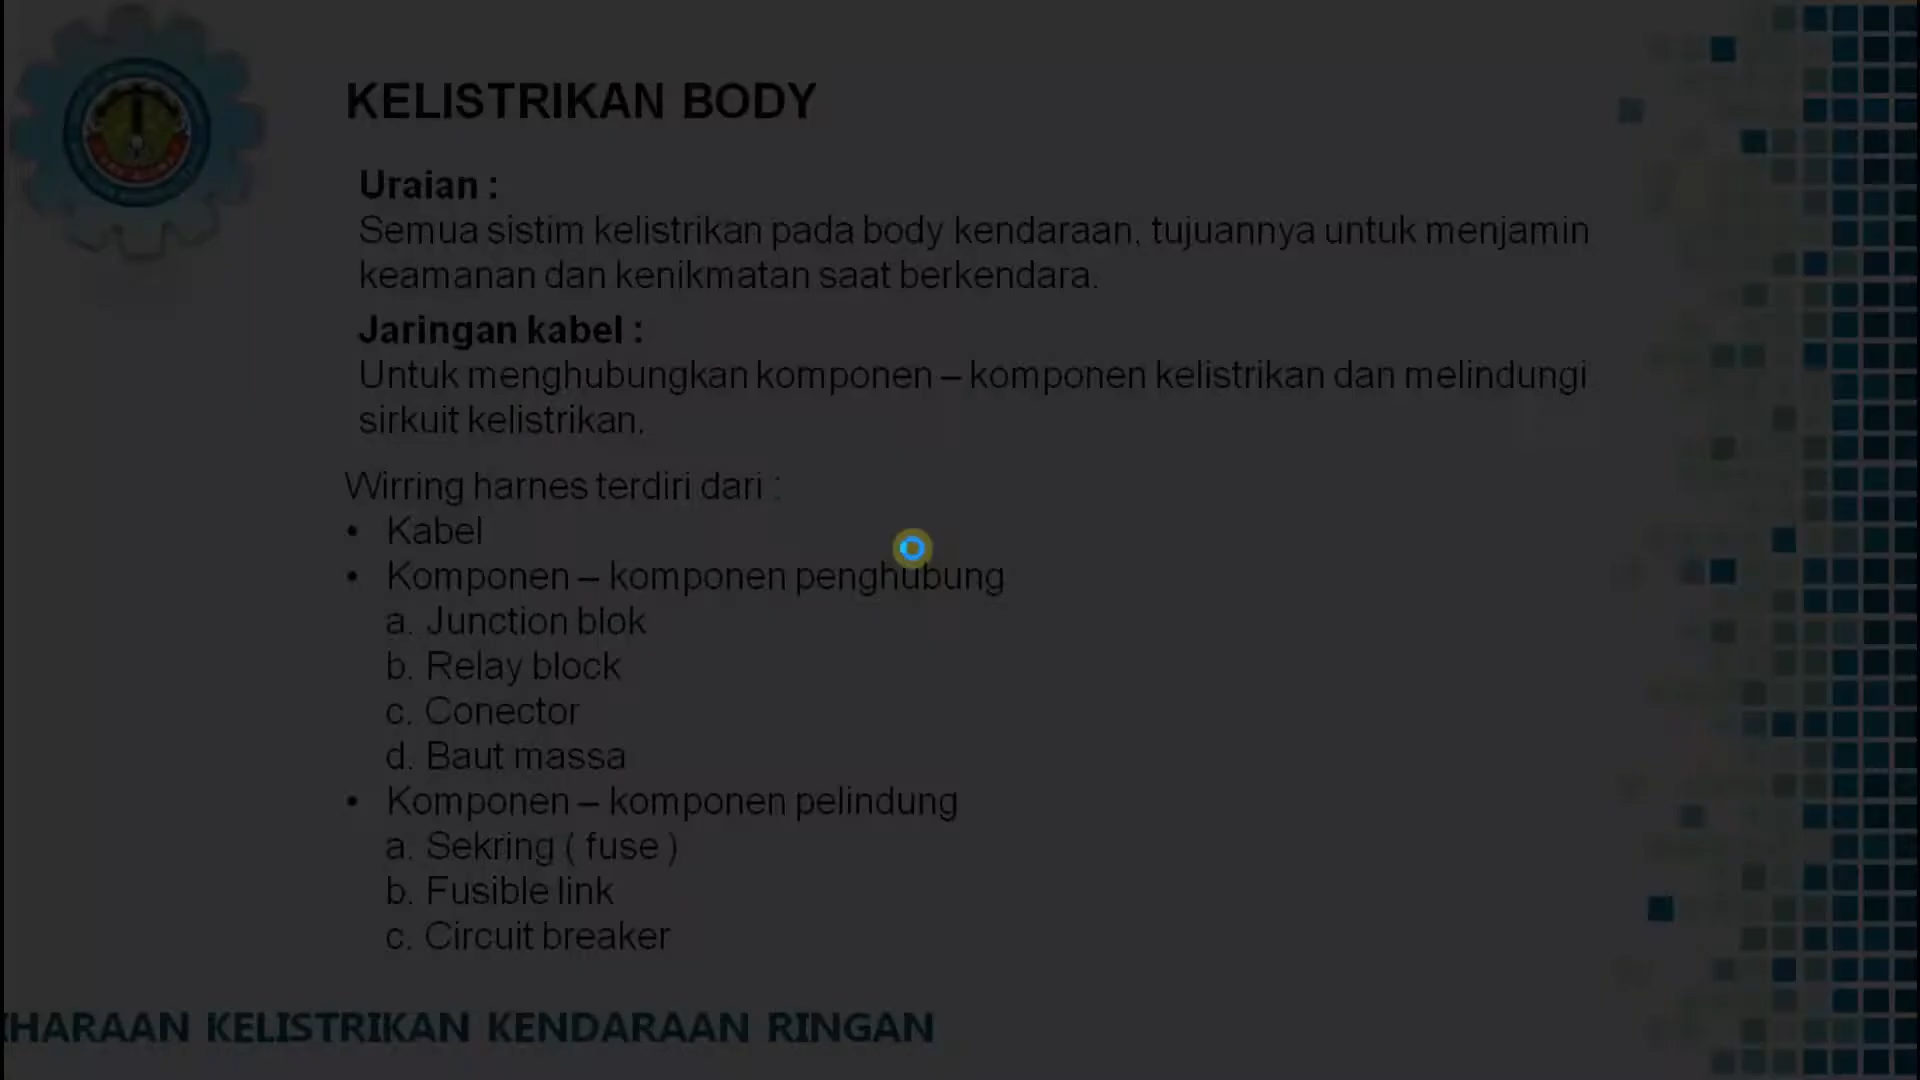 KELISTRIKAN BODY
Uraian :
Semua sistim kelistrikan pada body kendaraan, tujuannya untuk menjamin
keamanan dan kenikmatan saat berkendara.
Jaringan kabel :
Untuk menghubungkan komponen – komponen kelistrikan dan melindungi
sirkuit kelistrikan.
Wirring harnes terdiri dari :
• Kabel
• Komponen – komponen penghubung
a. Junction blok
b. Relay block
c. Conector
d. Baut massa
• Komponen – komponen pelindung
a. Sekring ( fuse )
b. Fusible link
c. Circuit breaker
HARAAN KELISTRIKAN KENDARAAN RINGAN